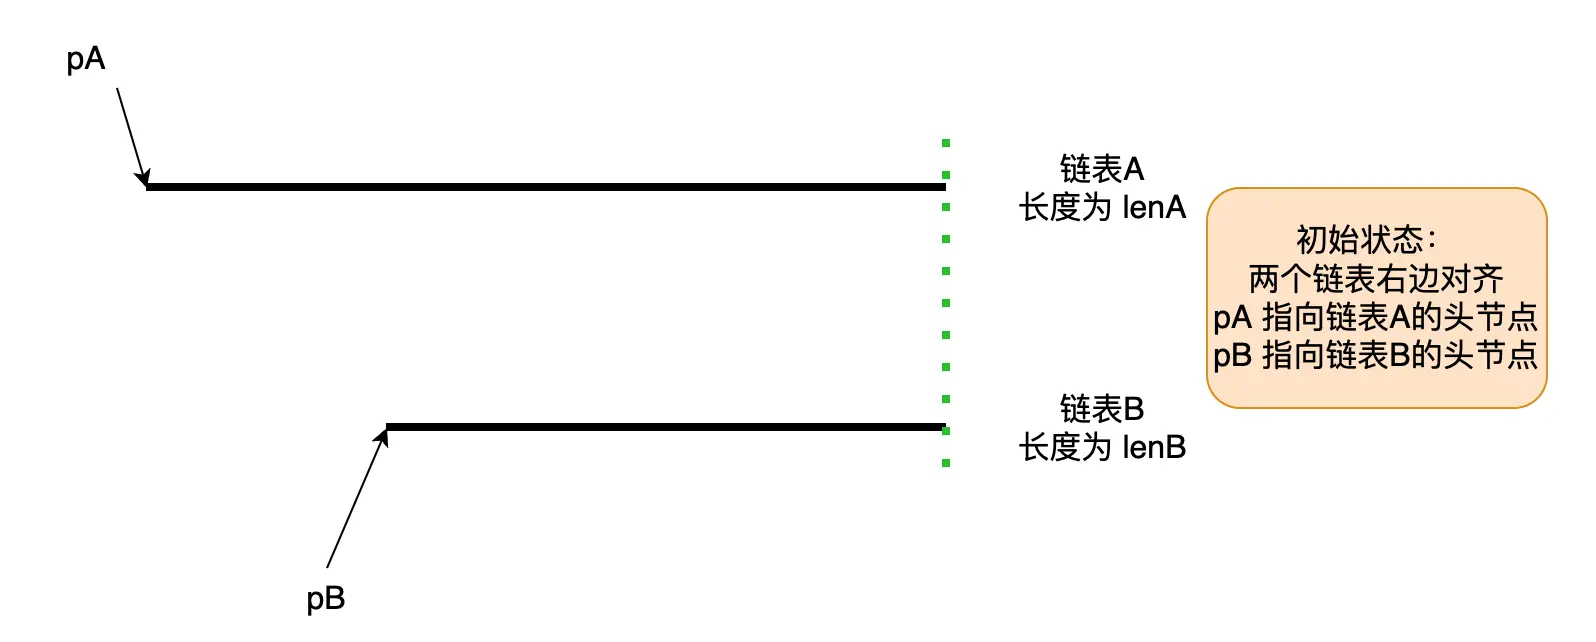 pA
链表A
长度为 lenA
初始状态：
两个链表右边对齐
pA 指向链表A的头节点
pB 指向链表B的头节点
链表B
长度为 lenB
pB